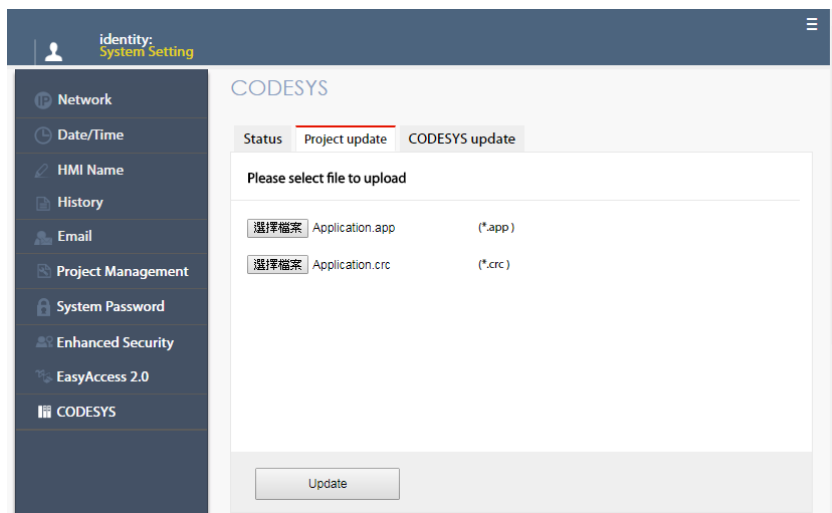 identity:
System Setting
Network
Date/Time
HMI Name
History
Email
Project Management
System Password
Enhanced Security
EasyAccess 2.0
CODESYS
CODESYS
Status Project update CODESYS update
Please select file to upload
選擇檔案 Application.app (*.app)
選擇檔案 Application.crc (*.crc)
Update